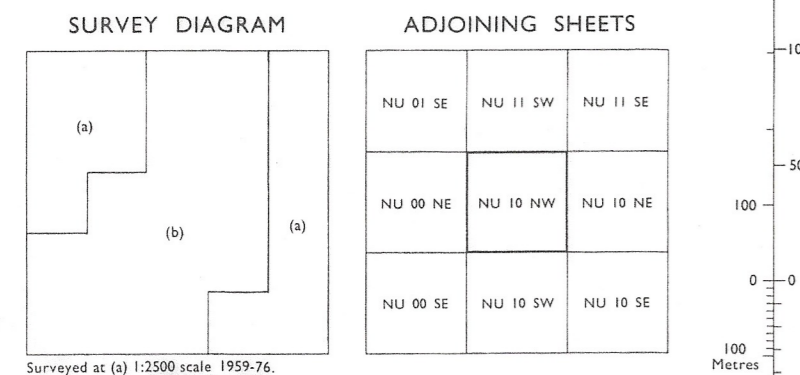 SURVEY DIAGRAM
(a)
(b)
(a)
Surveyed at (a) 1:2500 scale 1959-76.
ADJOINING SHEETS
NU 01 SE NU 11 SW NU 11 SE
NU 00 NE NU 10 NW NU 10 NE
NU 00 SE NU 10 SW NU 10 SE
100
0 0
100
Metres